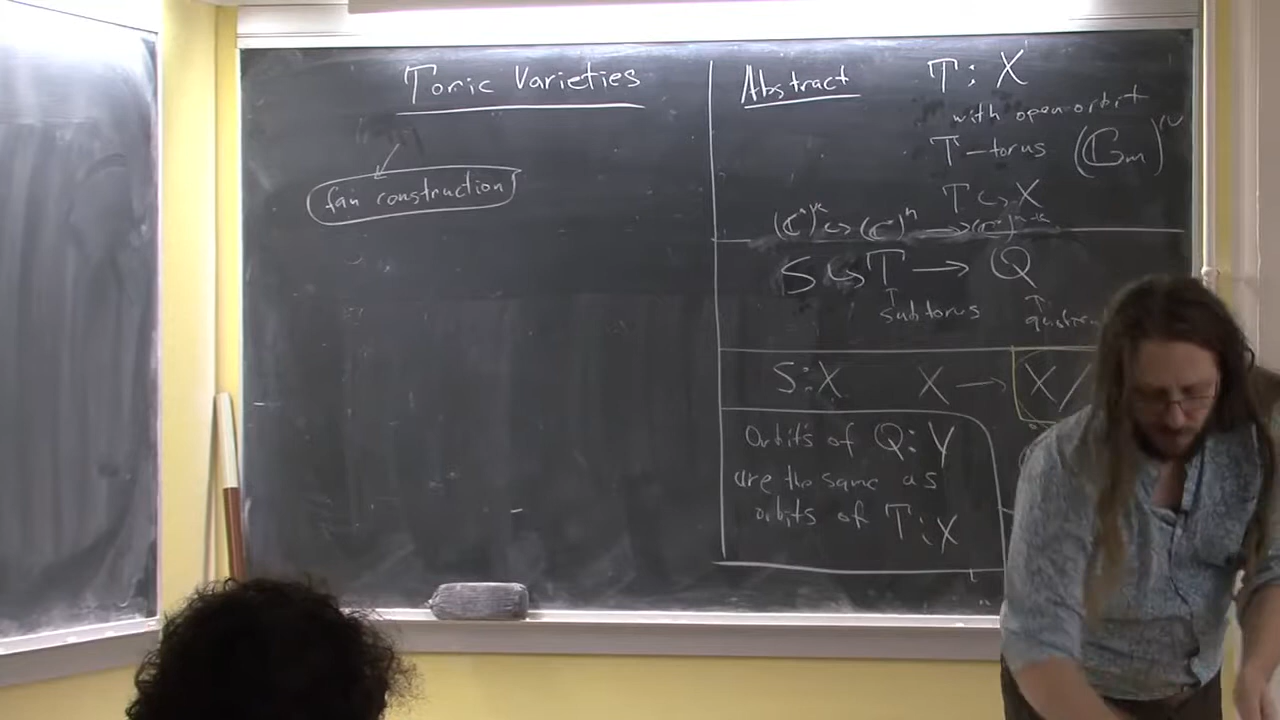 Toric Varieties
fan construction
Abstract T : X
with open orbit
T - torus (𝔾m)
T ↪ X
(ℂ*)ᵏ ↪ (ℂ*)ⁿ → (ℂ*)ⁿ⁻ᵏ
S ↪ T → Q
↑ ↑
subtorus
S : X X → X /
Orbits of Q : Y
are the same as
orbits of T : X